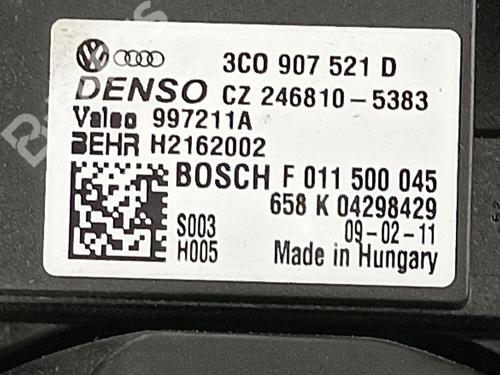 3C0 907 521 D
DENSO CZ 246810-5383
Valeo 997211A
BEHR H2162002
BOSCH F 011 500 045
658 K 04298429
S003 09-02-11
H005 Made in Hungary